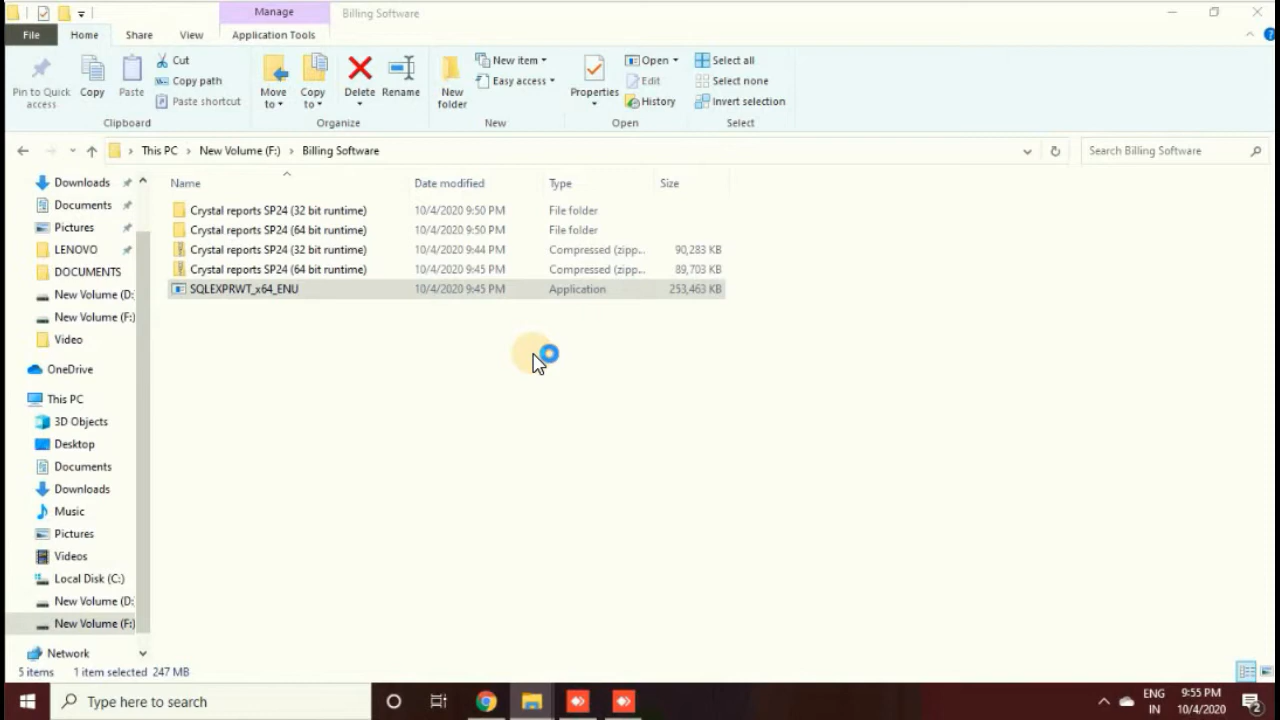 Manage
Billing Software
File
Home
Share
View
Application Tools
Pin to Quick access
Copy
Paste
Cut
Copy path
Paste shortcut
Clipboard
Move to
Copy to
Delete
Rename
Organize
New folder
New item
Easy access
New
Properties
Open
Edit
History
Open
Select all
Select none
Invert selection
Select
This PC
New Volume (F:)
Billing Software
Search Billing Software
Name
Date modified
Type
Size
Crystal reports SP24 (32 bit runtime) 10/4/2020 9:50 PM File folder
Crystal reports SP24 (64 bit runtime) 10/4/2020 9:50 PM File folder
Crystal reports SP24 (32 bit runtime) 10/4/2020 9:44 PM Compressed (zipp... 90,283 KB
Crystal reports SP24 (64 bit runtime) 10/4/2020 9:45 PM Compressed (zipp... 89,703 KB
SQLEXPRWT_x64_ENU 10/4/2020 9:45 PM Application 253,463 KB
Downloads
Documents
Pictures
LENOVO
DOCUMENTS
New Volume (D:
New Volume (F:)
Video
OneDrive
This PC
3D Objects
Desktop
Documents
Downloads
Music
Pictures
Videos
Local Disk (C:)
New Volume (D:
New Volume (F:)
Network
5 items 1 item selected 247 MB
Type here to search
ENG
IN
9:55 PM
10/4/2020
2